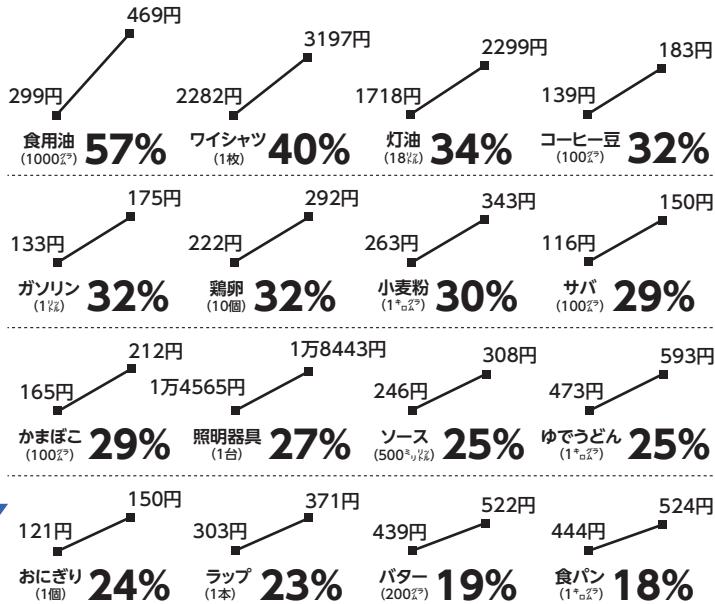 469円
299円
食用油
(1000㌘)
57%
3197円
2282円
ワイシャツ
(1枚)
40%
2299円
1718円
灯油
(18㍑)
34%
183円
139円
コーヒー豆
(100㌘)
32%
175円
133円
ガソリン
(1㍑)
32%
292円
222円
鶏卵
(10個)
32%
343円
263円
小麦粉
(1㌔㌘)
30%
150円
116円
サバ
(100㌘)
29%
212円
165円
かまぼこ
(100㌘)
29%
1万8443円
1万4565円
照明器具
(1台)
27%
308円
246円
ソース
(500㍉㍑)
25%
593円
473円
ゆでうどん
(1㌔㌘)
25%
150円
121円
おにぎり
(1個)
24%
371円
303円
ラップ
(1本)
23%
522円
439円
バター
(200㌘)
19%
524円
444円
食パン
(1㌔㌘)
18%